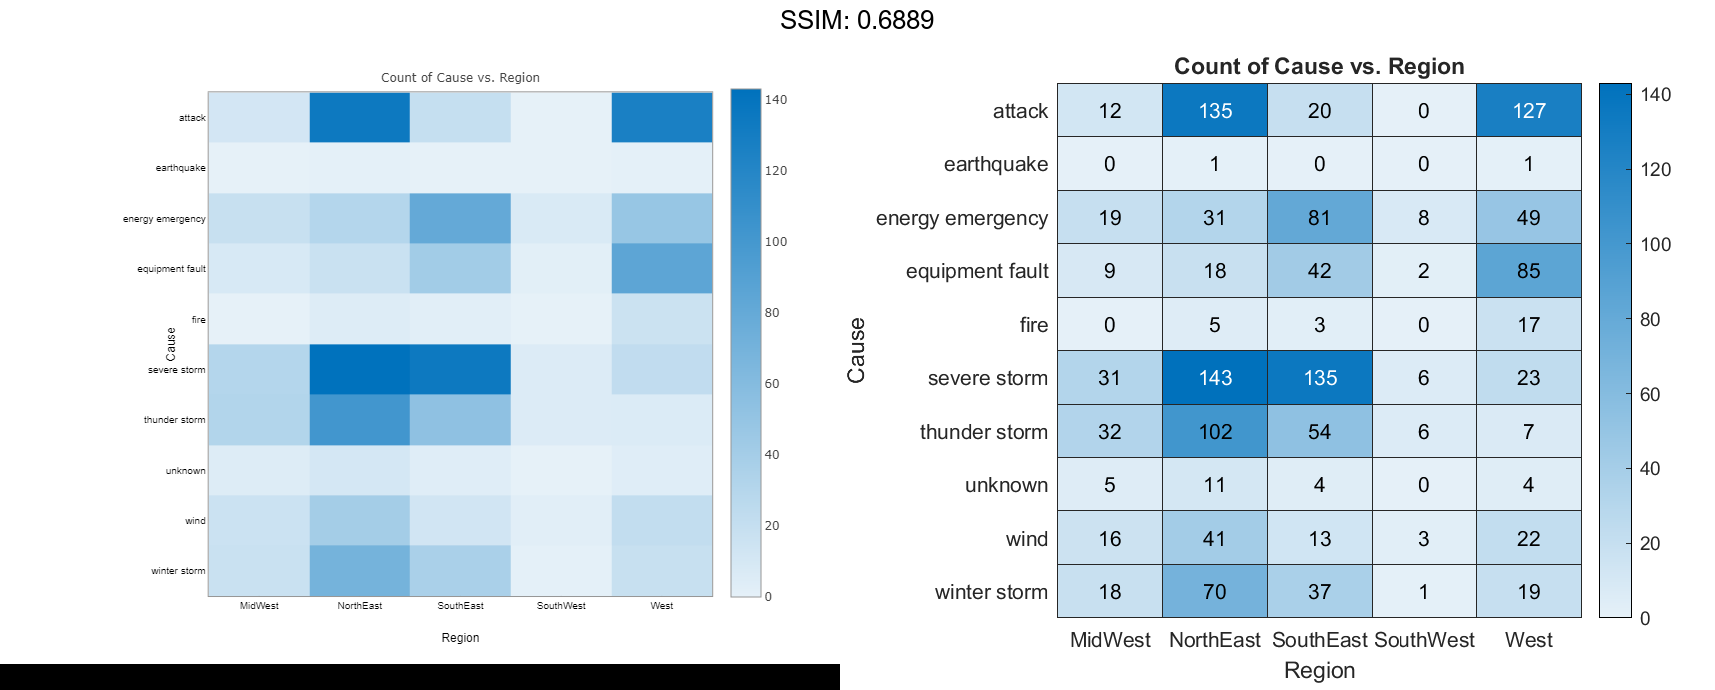 SSIM: 0.6889
Count of Cause vs. Region
attack
earthquake
energy emergency
equipment fault
fire
severe storm
thunder storm
unknown
wind
winter storm
Cause
MidWest NorthEast SouthEast SouthWest West
Region
140
120
100
80
60
40
20
0
Count of Cause vs. Region
attack 12 135 20 0 127
earthquake 0 1 0 0 1
energy emergency 19 31 81 8 49
equipment fault 9 18 42 2 85
fire 0 5 3 0 17
severe storm 31 143 135 6 23
thunder storm 32 102 54 6 7
unknown 5 11 4 0 4
wind 16 41 13 3 22
winter storm 18 70 37 1 19
Cause
MidWest NorthEast SouthEast SouthWest West
Region
140
120
100
80
60
40
20
0